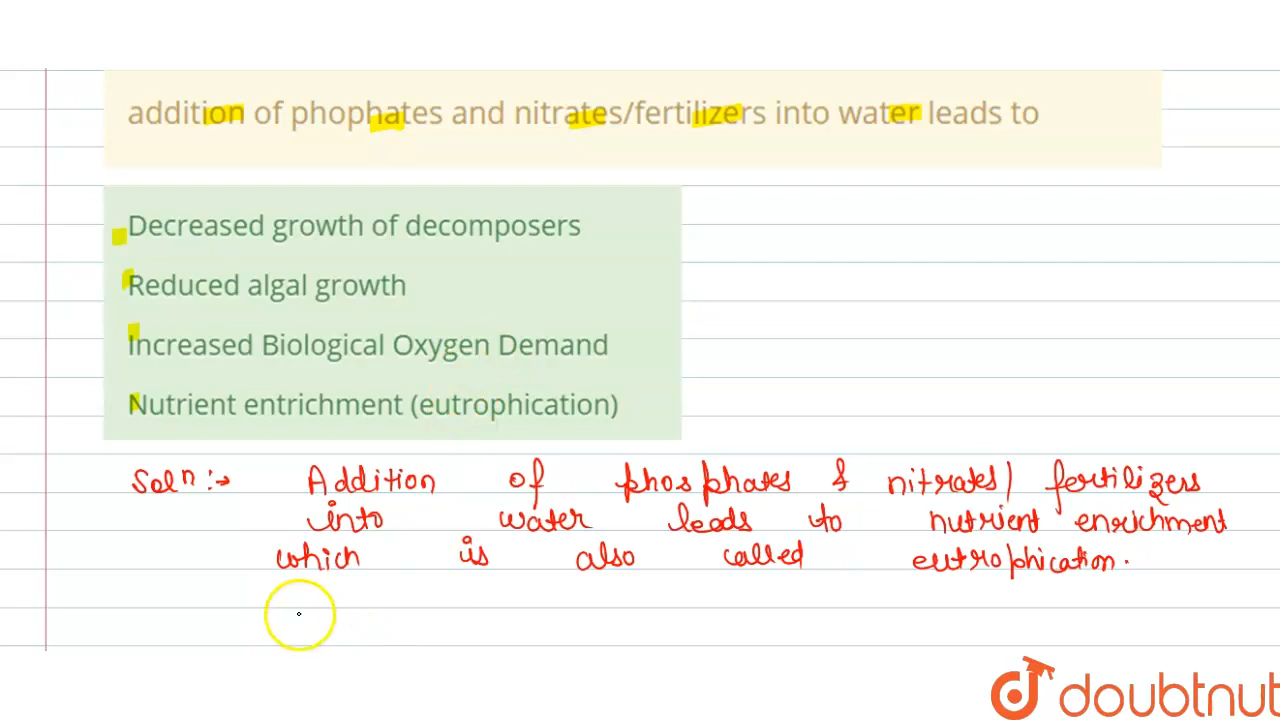 addition of phophates and nitrates/fertilizers into water leads to
Decreased growth of decomposers
Reduced algal growth
Increased Biological Oxygen Demand
Nutrient entrichment (eutrophication)
Soln :→ Addition of phosphates & nitrates/ fertilizers
into water leads to nutrient enrichment
which is also called eutrophication.
doubtnut